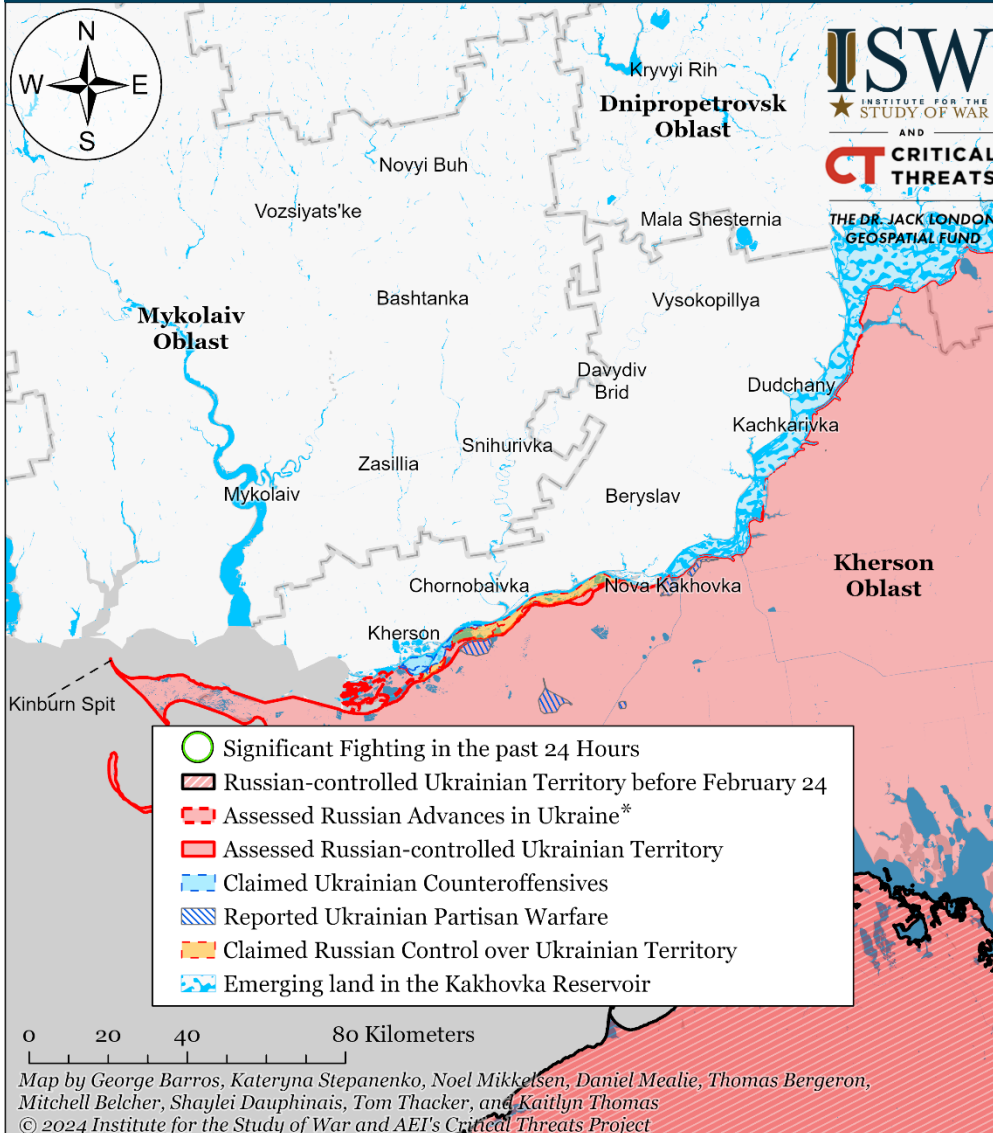 N
W
E
S
ISW
INSTITUTE FOR THE
STUDY OF WAR
AND
CT CRITICAL
THREATS
THE DR. JACK LONDON
GEOSPATIAL FUND
Kryvyi Rih
Dnipropetrovsk
Oblast
Novyi Buh
Vozsiyats'ke
Mala Shesternia
Bashtanka
Vysokopillya
Mykolaiv
Oblast
Davydiv
Brid
Dudchany
Kachkarivka
Snihurivka
Zasillia
Mykolaiv
Beryslav
Kherson
Oblast
Chornobaivka
Nova Kakhovka
Kherson
Kinburn Spit
Significant Fighting in the past 24 Hours
Russian-controlled Ukrainian Territory before February 24
Assessed Russian Advances in Ukraine*
Assessed Russian-controlled Ukrainian Territory
Claimed Ukrainian Counteroffensives
Reported Ukrainian Partisan Warfare
Claimed Russian Control over Ukrainian Territory
Emerging land in the Kakhovka Reservoir
0 20 40 80 Kilometers
Map by George Barros, Kateryna Stepanenko, Noel Mikkelsen, Daniel Mealie, Thomas Bergeron,
Mitchell Belcher, Shaylei Dauphinais, Tom Thacker, and Kaitlyn Thomas
© 2024 Institute for the Study of War and AEI's Critical Threats Project